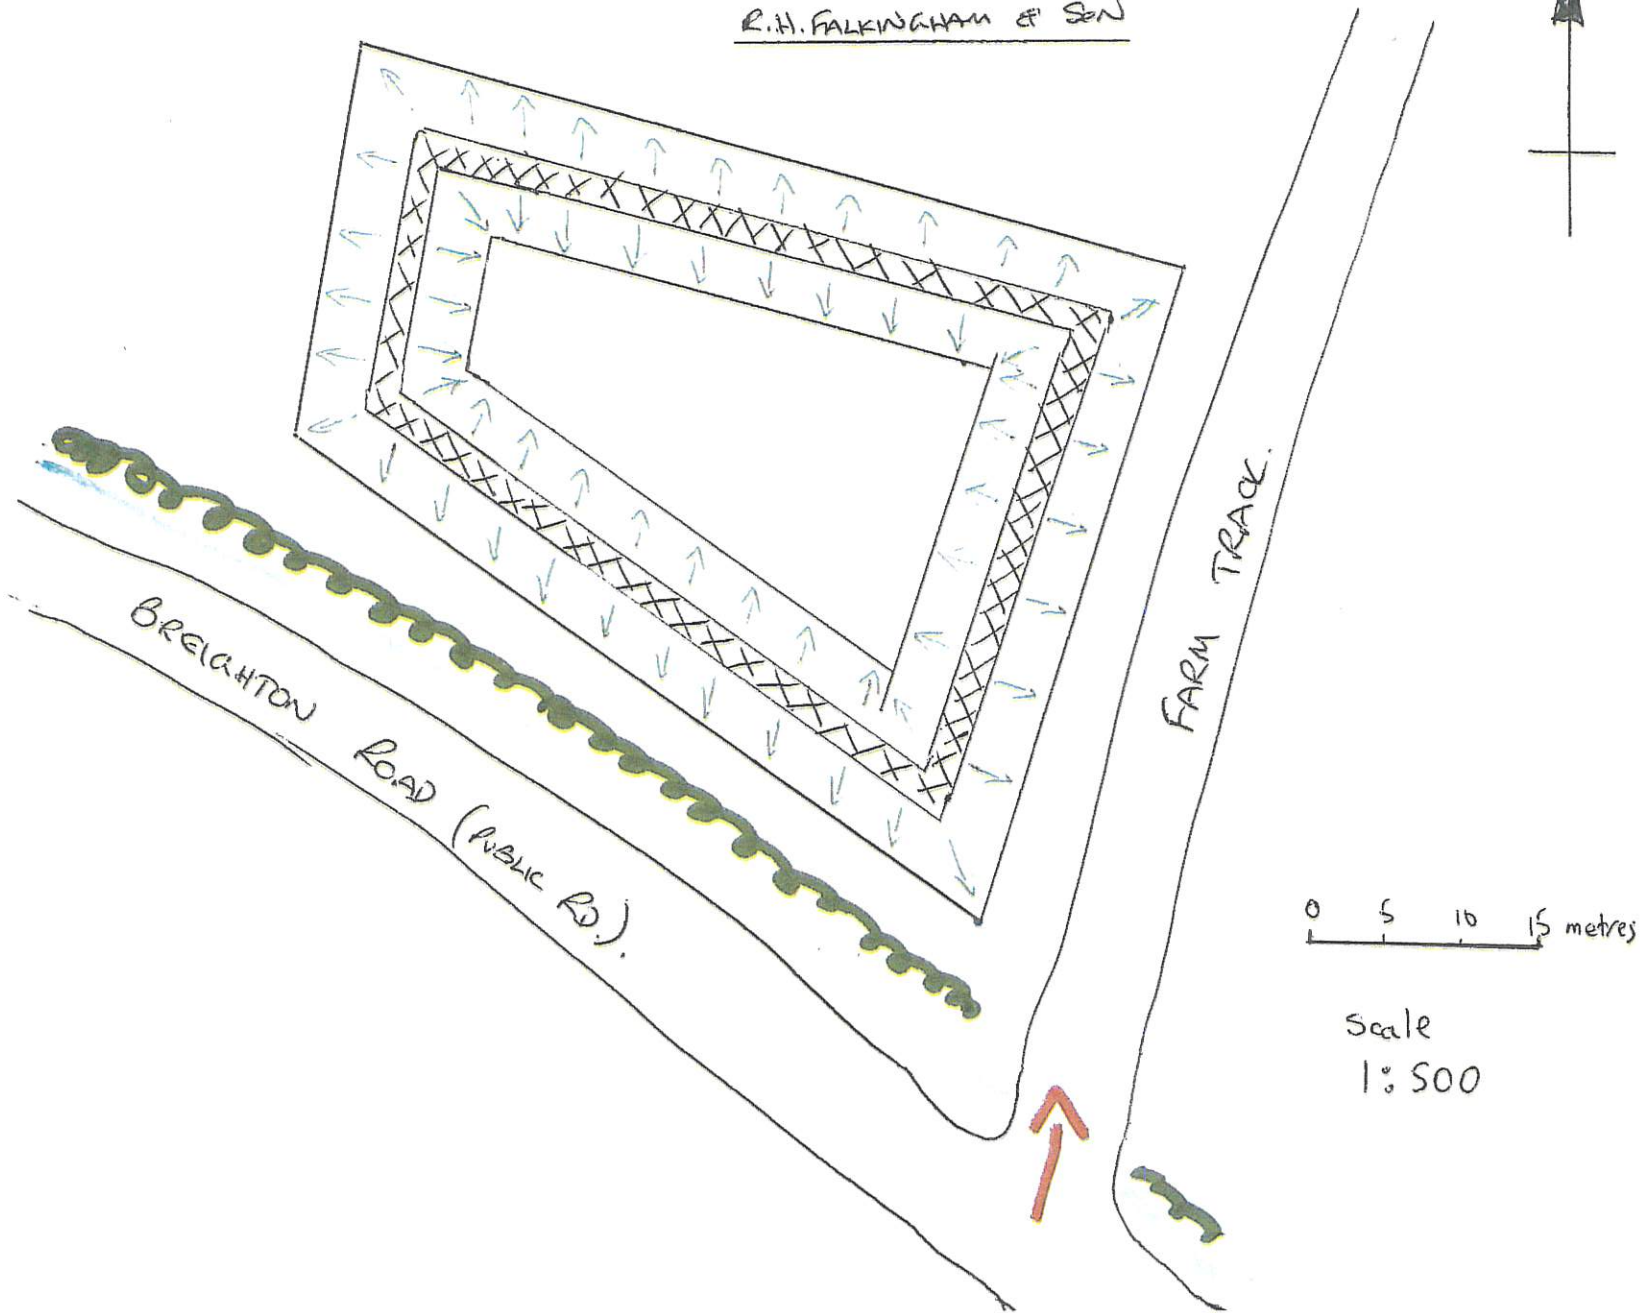 R.H. FALKINGHAM & SON
BREIGHTON ROAD (PUBLIC RD.).
FARM TRACK.
0 5 10 15 metres
Scale
1:500